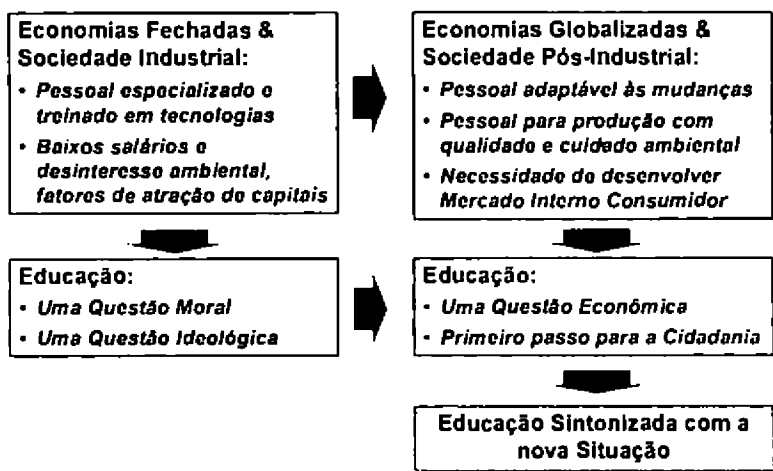 Economias Fechadas &
Sociedade Industrial:
• Pessoal especializado e
treinado em tecnologias
• Baixos salários e
desinteresse ambiental,
fatores de atração de capitais
Economias Globalizadas &
Sociedade Pós-Industrial:
• Pessoal adaptável às mudanças
• Pessoal para produção com
qualidade e cuidado ambiental
• Necessidade de desenvolver
Mercado Interno Consumidor
Educação:
• Uma Questão Moral
• Uma Questão Ideológica
Educação:
• Uma Questão Econômica
• Primeiro passo para a Cidadania
Educação Sintonizada com a
nova Situação